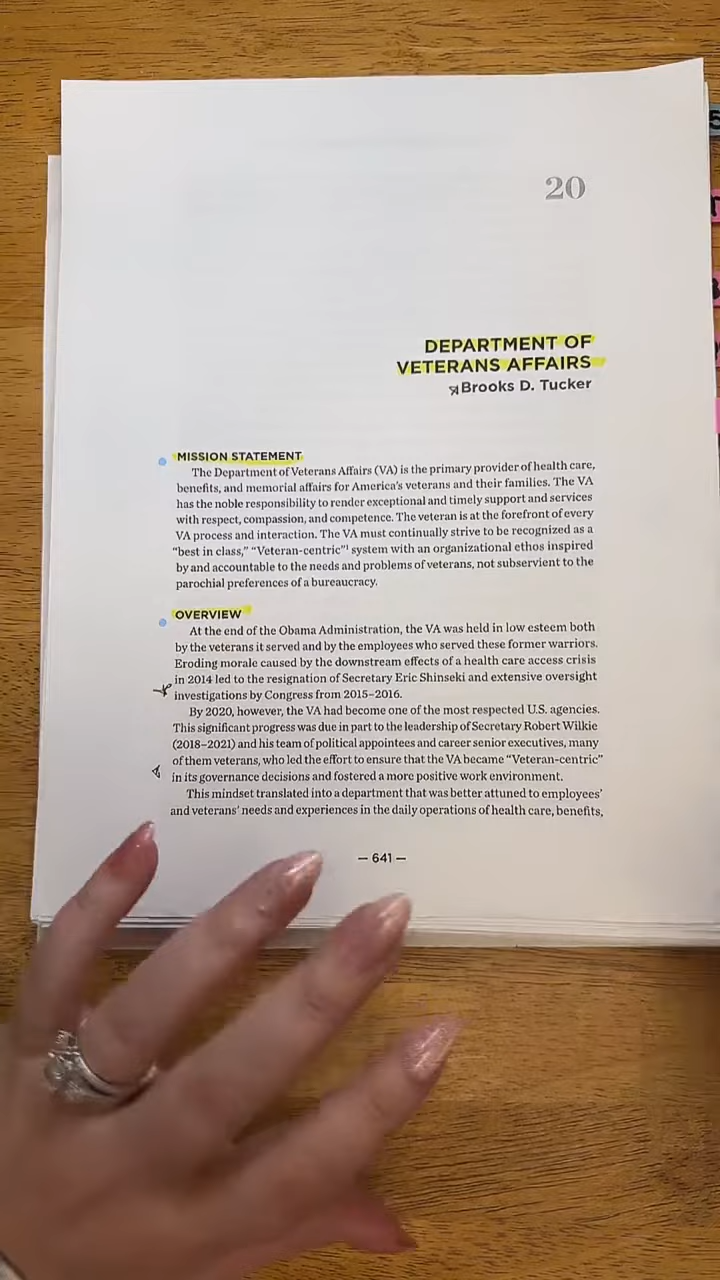 20
DEPARTMENT OF
VETERANS AFFAIRS
Brooks D. Tucker
MISSION STATEMENT
The Department of Veterans Affairs (VA) is the primary provider of health care,
benefits, and memorial affairs for America's veterans and their families. The VA
has the noble responsibility to render exceptional and timely support and services
with respect, compassion, and competence. The veteran is at the forefront of every
VA process and interaction. The VA must continually strive to be recognized as a
“best in class,” “Veteran-centric”¹ system with an organizational ethos inspired
by and accountable to the needs and problems of veterans, not subservient to the
parochial preferences of a bureaucracy.
OVERVIEW
At the end of the Obama Administration, the VA was held in low esteem both
by the veterans it served and by the employees who served these former warriors.
Eroding morale caused by the downstream effects of a health care access crisis
in 2014 led to the resignation of Secretary Eric Shinseki and extensive oversight
investigations by Congress from 2015–2016.
By 2020, however, the VA had become one of the most respected U.S. agencies.
This significant progress was due in part to the leadership of Secretary Robert Wilkie
(2018–2021) and his team of political appointees and career senior executives, many
of them veterans, who led the effort to ensure that the VA became “Veteran-centric”
in its governance decisions and fostered a more positive work environment.
This mindset translated into a department that was better attuned to employees'
and veterans' needs and experiences in the daily operations of health care, benefits,
— 641 —